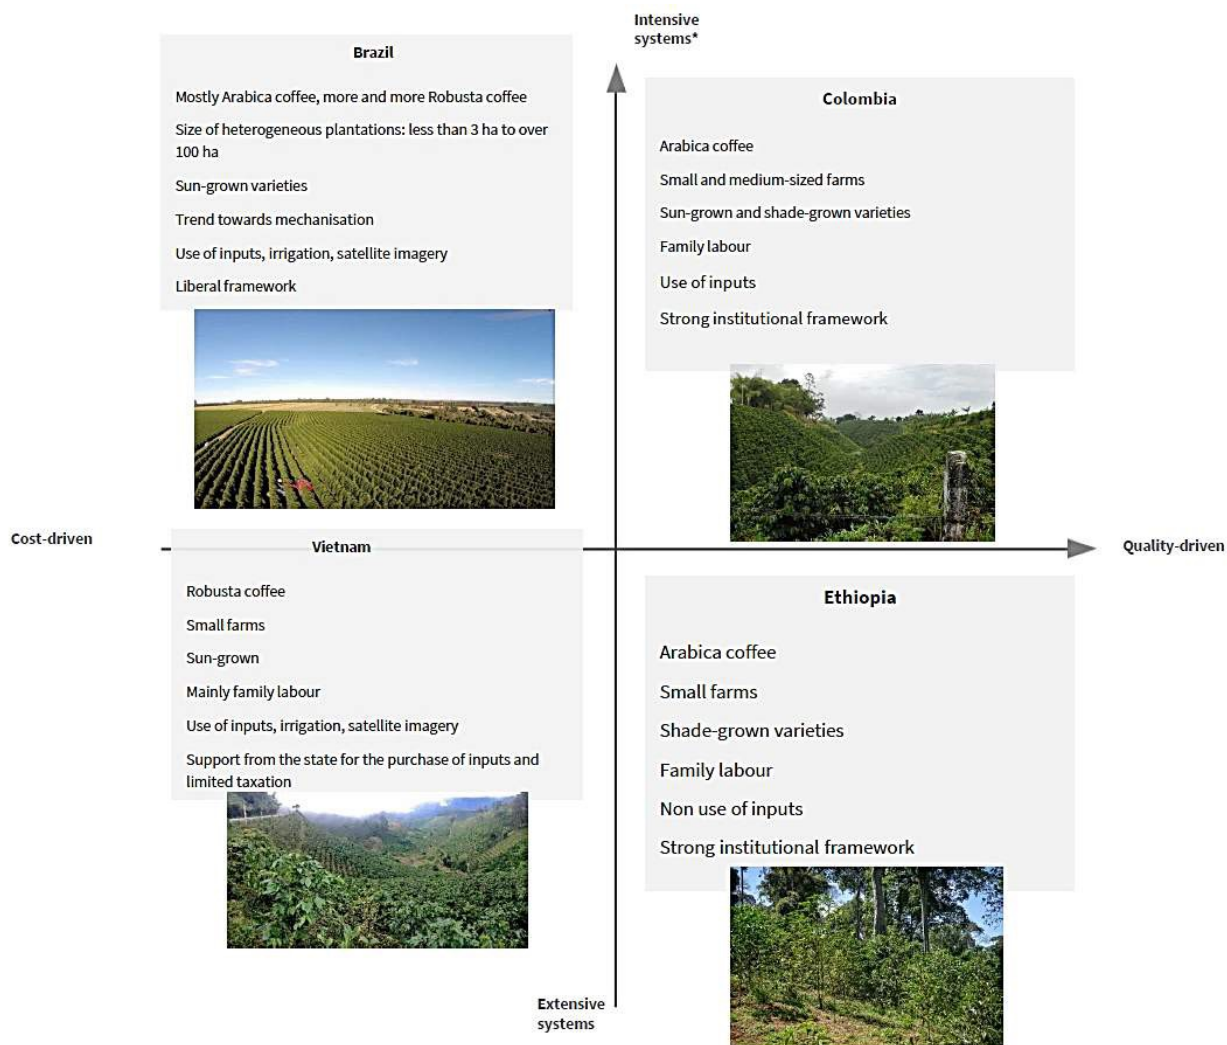 Intensive
systems*
Brazil
Mostly Arabica coffee, more and more Robusta coffee
Size of heterogeneous plantations: less than 3 ha to over
100 ha
Sun-grown varieties
Trend towards mechanisation
Use of inputs, irrigation, satellite imagery
Liberal framework
Colombia
Arabica coffee
Small and medium-sized farms
Sun-grown and shade-grown varieties
Family labour
Use of inputs
Strong institutional framework
Cost-driven
Quality-driven
Vietnam
Robusta coffee
Small farms
Sun-grown
Mainly family labour
Use of inputs, irrigation, satellite imagery
Support from the state for the purchase of inputs and
limited taxation
Ethiopia
Arabica coffee
Small farms
Shade-grown varieties
Family labour
Non use of inputs
Strong institutional framework
Extensive
systems